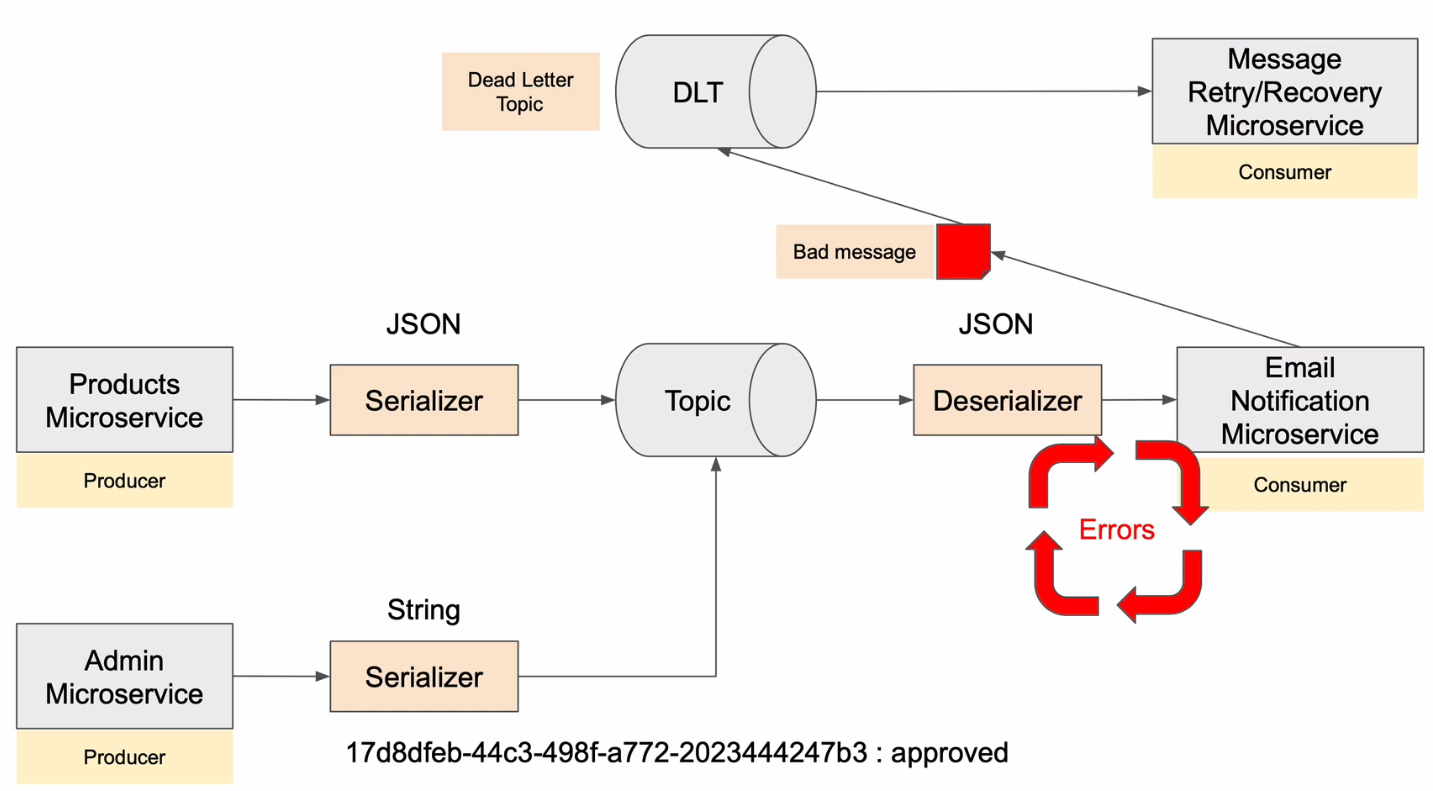 Dead Letter
Topic
DLT
Message
Retry/Recovery
Microservice
Consumer
Bad message
JSON
JSON
Products
Microservice
Producer
Serializer
Topic
Deserializer
Email
Notification
Microservice
Consumer
Errors
String
Admin
Microservice
Producer
Serializer
17d8dfeb-44c3-498f-a772-2023444247b3 : approved